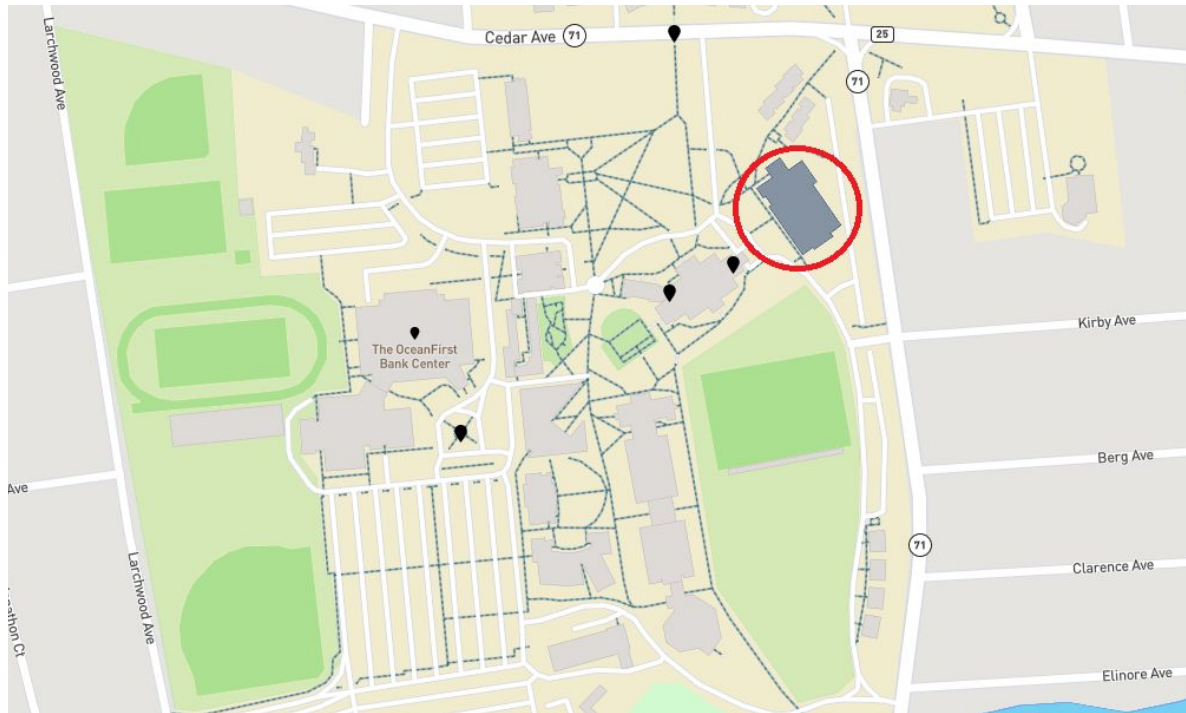 Larchwood Ave
Cedar Ave
71
25
71
Kirby Ave
The OceanFirst
Bank Center
Berg Ave
Ave
71
Clarence Ave
Larchwood Ave
Elinore Ave